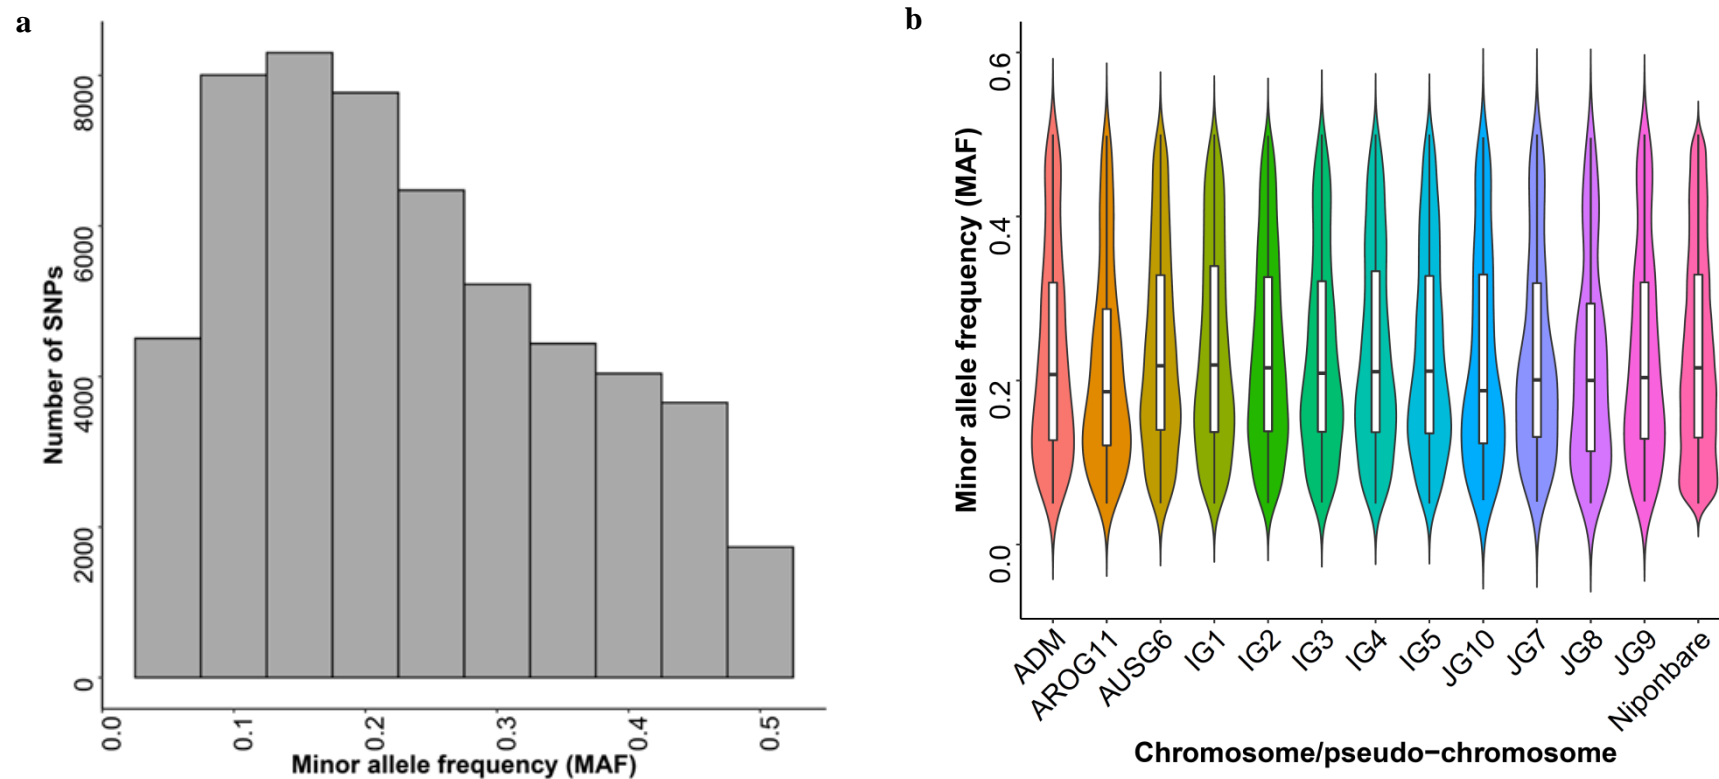 a
Number of SNPs
8000
6000
4000
2000
0
0.0 0.1 0.2 0.3 0.4 0.5
Minor allele frequency (MAF)
b
Minor allele frequency (MAF)
0.6
0.4
0.2
0.0
ADM AROG11 AUSG6 IG1 IG2 IG3 IG4 IG5 JG10 JG7 JG8 JG9 Niponbare
Chromosome/pseudo−chromosome